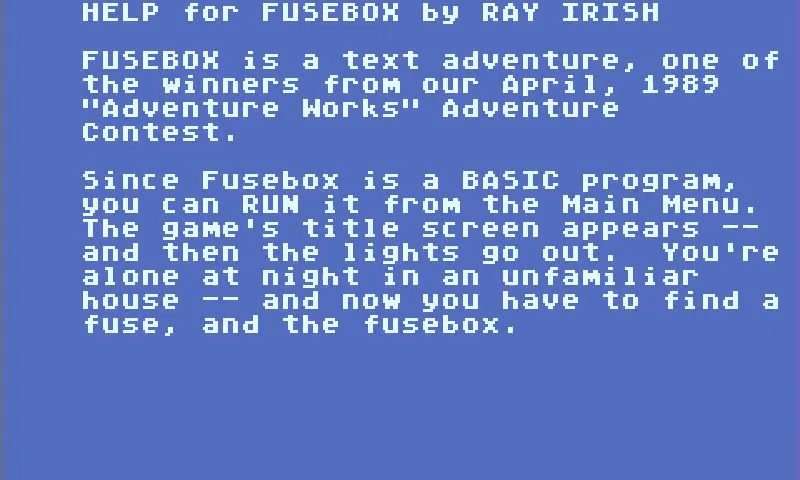 HELP for FUSEBOX by RAY IRISH
FUSEBOX is a text adventure, one of
the winners from our April, 1989
"Adventure Works" Adventure
Contest.
Since Fusebox is a BASIC program,
you can RUN it from the Main Menu.
The game's title screen appears --
and then the lights go out.  You're
alone at night in an unfamiliar
house -- and now you have to find a
fuse, and the fusebox.